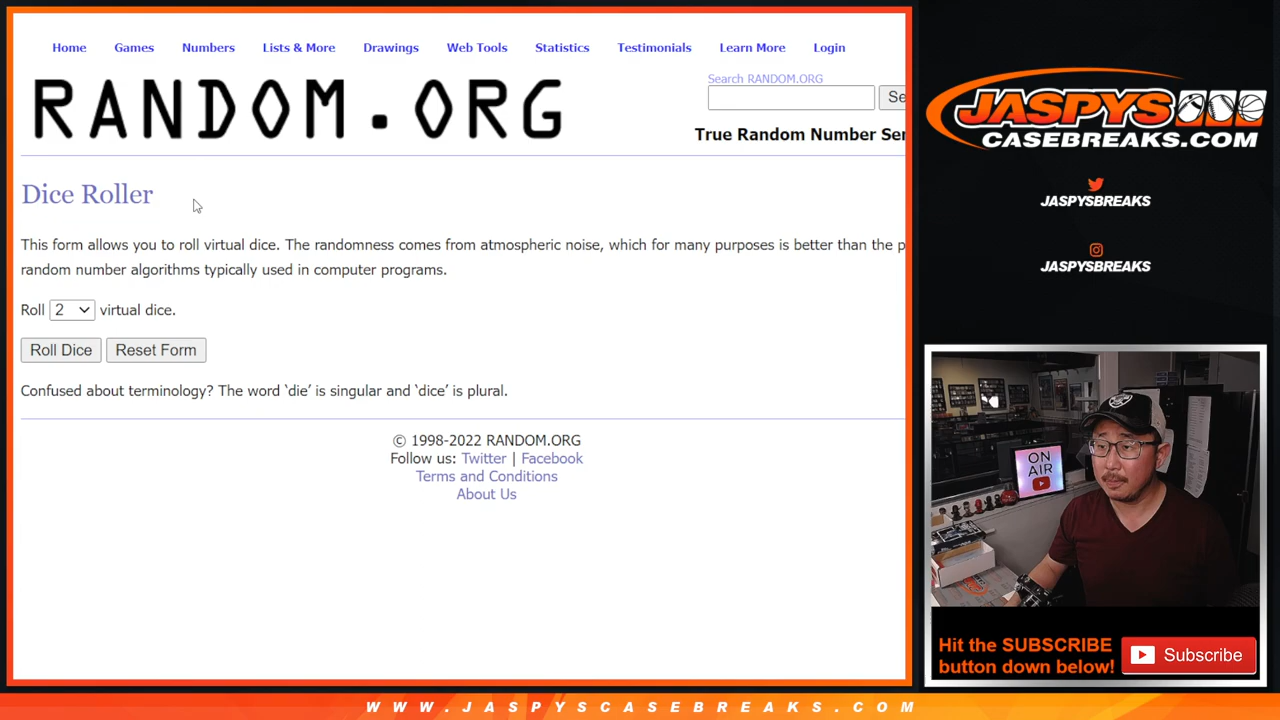 Home Games Numbers Lists & More Drawings Web Tools Statistics Testimonials Learn More Login
RANDOM.ORG
Search RANDOM.ORG
Se
True Random Number Ser
Dice Roller
This form allows you to roll virtual dice. The randomness comes from atmospheric noise, which for many purposes is better than the p
random number algorithms typically used in computer programs.
Roll 2 virtual dice.
Roll Dice Reset Form
Confused about terminology? The word ‘die’ is singular and ‘dice’ is plural.
© 1998-2022 RANDOM.ORG
Follow us: Twitter | Facebook
Terms and Conditions
About Us
JASPYS
CASEBREAKS.COM
JASPYSBREAKS
JASPYSBREAKS
ON
AIR
Hit the SUBSCRIBE
button down below!
Subscribe
WWW.JASPYSCASEBREAKS.COM